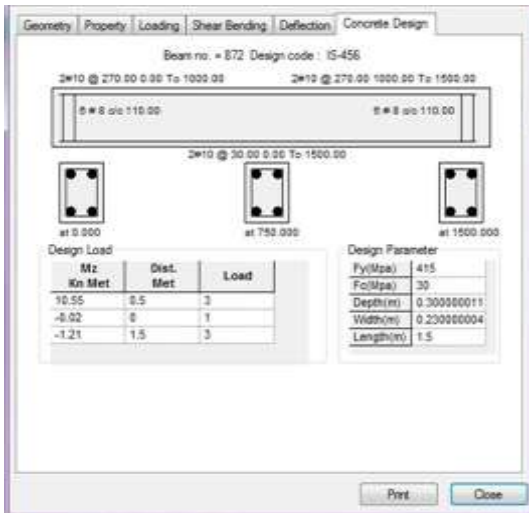 Geometry Property Loading Shear Bending Deflection Concrete Design
Beam no. = 872 Design code : IS-456
2#10 @ 270.00 0.00 To 1000.00 2#10 @ 270.00 1000.00 To 1500.00
6 # 8 c/c 110.00 6 # 8 c/c 110.00
2#10 @ 30.00 0.00 To 1500.00
at 0.000 at 750.000 at 1500.000
Design Load
Mz Kn Met Dist. Met Load
10.55 0.5 3
-0.02 0 1
-1.21 1.5 3
Design Parameter
Fy(Mpa) 415
Fc(Mpa) 30
Depth(m) 0.300000011
Width(m) 0.230000004
Length(m) 1.5
Print Close